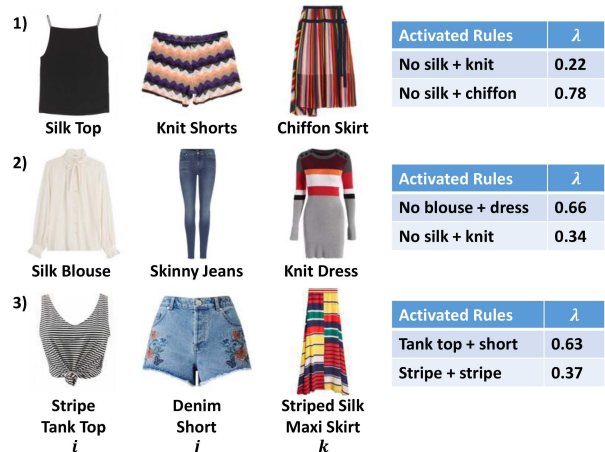 1)
Silk Top
Knit Shorts
Chiffon Skirt
Activated Rules λ
No silk + knit 0.22
No silk + chiffon 0.78
2)
Silk Blouse
Skinny Jeans
Knit Dress
Activated Rules λ
No blouse + dress 0.66
No silk + knit 0.34
3)
Stripe
Tank Top
i
Denim
Short
j
Striped Silk
Maxi Skirt
k
Activated Rules λ
Tank top + short 0.63
Stripe + stripe 0.37